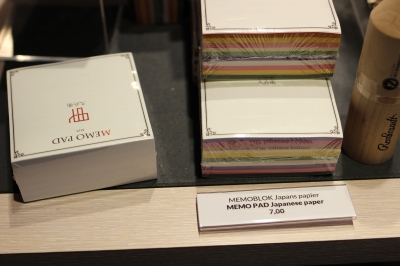 MEMO PAD
MEMOBLOK Japans papier
MEMO PAD Japanese paper
7,00